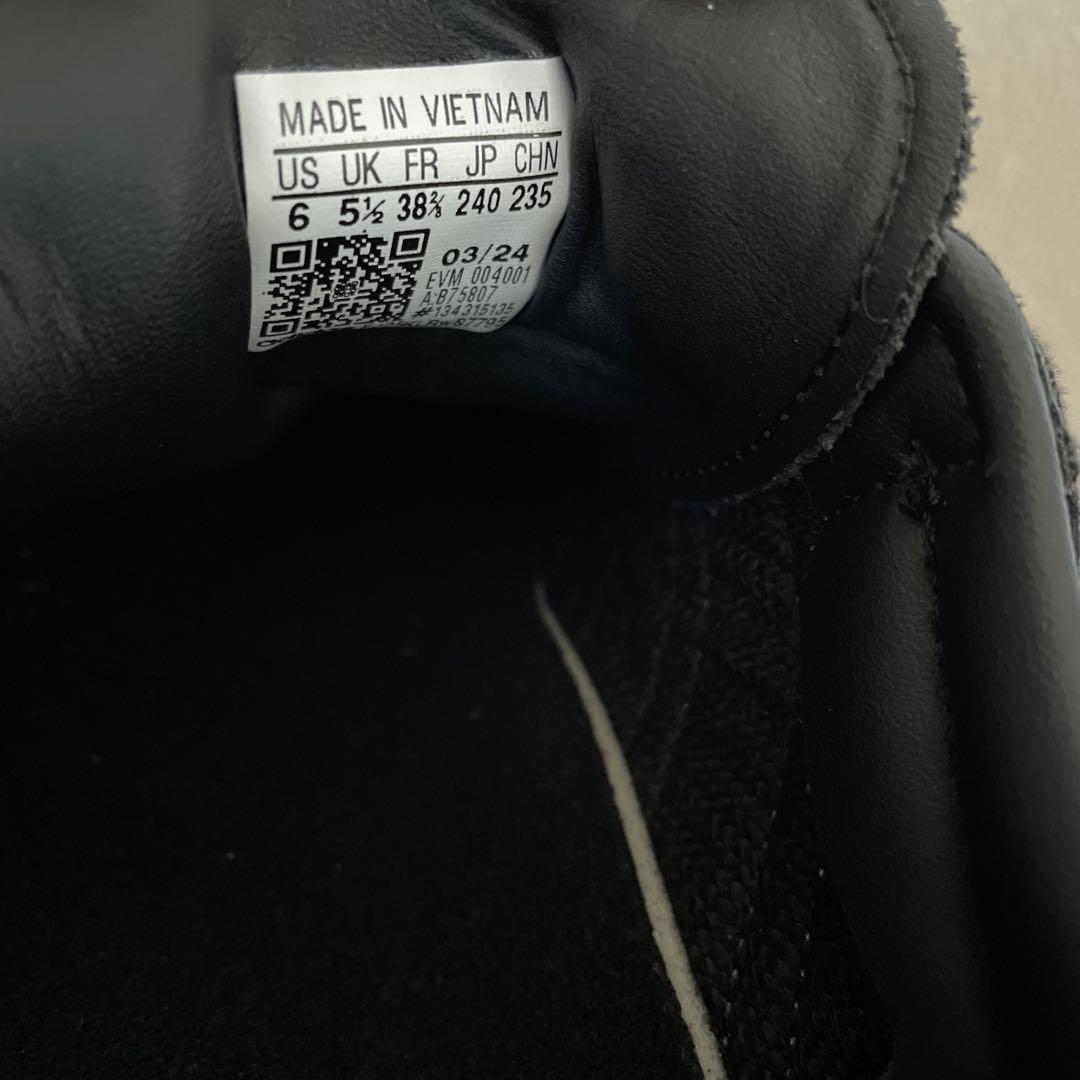 MADE IN VIETNAM
US UK FR JP CHN
6 5½ 38⅔ 240 235
03/24
EVM 004001
A:B75807
#134315135